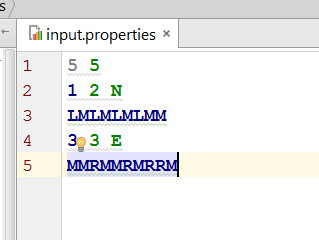 s
input.properties
1 5 5
2 1 2 N
3 LMLMLMLMM
4 3 3 E
5 MMRMMRMRRM